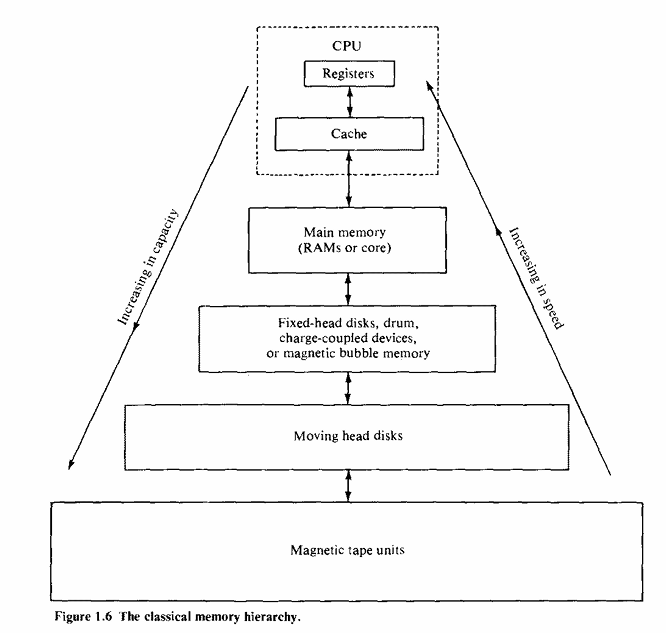 CPU
Registers
Cache
Main memory
(RAMs or core)
Increasing in capacity
Increasing in speed
Fixed-head disks, drum,
charge-coupled devices,
or magnetic bubble memory
Moving head disks
Magnetic tape units
Figure 1.6 The classical memory hierarchy.